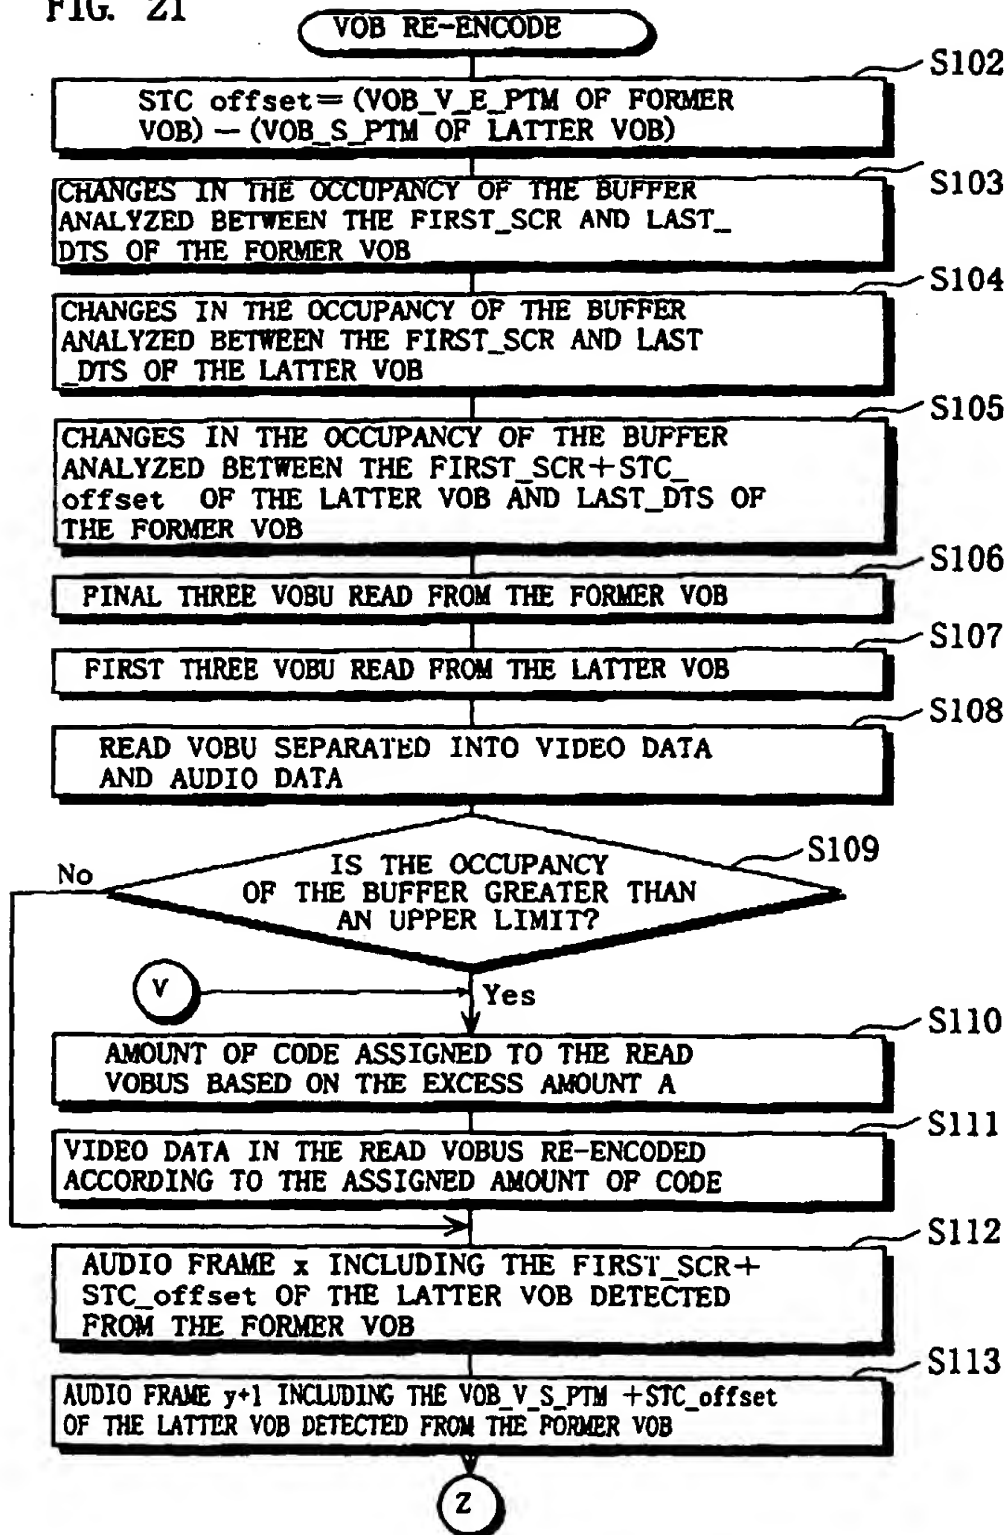 FIG. 21
VOB RE-ENCODE
S102
STC offset=(VOB_V_E_PTM OF FORMER
VOB)-(VOB_S_PTM OF LATTER VOB)
S103
CHANGES IN THE OCCUPANCY OF THE BUFFER
ANALYZED BETWEEN THE FIRST_SCR AND LAST_
DTS OF THE FORMER VOB
S104
CHANGES IN THE OCCUPANCY OF THE BUFFER
ANALYZED BETWEEN THE FIRST_SCR AND LAST
_DTS OF THE LATTER VOB
S105
CHANGES IN THE OCCUPANCY OF THE BUFFER
ANALYZED BETWEEN THE FIRST_SCR+STC_
offset OF THE LATTER VOB AND LAST_DTS OF
THE FORMER VOB
S106
FINAL THREE VOBU READ FROM THE FORMER VOB
S107
FIRST THREE VOBU READ FROM THE LATTER VOB
S108
READ VOBU SEPARATED INTO VIDEO DATA
AND AUDIO DATA
S109
No
IS THE OCCUPANCY
OF THE BUFFER GREATER THAN
AN UPPER LIMIT?
V
Yes
S110
AMOUNT OF CODE ASSIGNED TO THE READ
VOBUS BASED ON THE EXCESS AMOUNT A
S111
VIDEO DATA IN THE READ VOBUS RE-ENCODED
ACCORDING TO THE ASSIGNED AMOUNT OF CODE
S112
AUDIO FRAME x INCLUDING THE FIRST_SCR+
STC_offset OF THE LATTER VOB DETECTED
FROM THE FORMER VOB
S113
AUDIO FRAME y+1 INCLUDING THE VOB_V_S_PTM +STC_offset
OF THE LATTER VOB DETECTED FROM THE FORMER VOB
Z